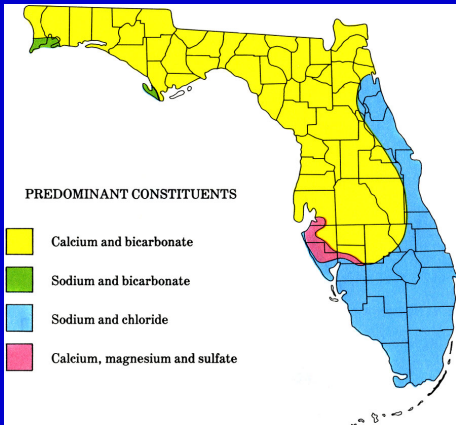 PREDOMINANT CONSTITUENTS
Calcium and bicarbonate
Sodium and bicarbonate
Sodium and chloride
Calcium, magnesium and sulfate